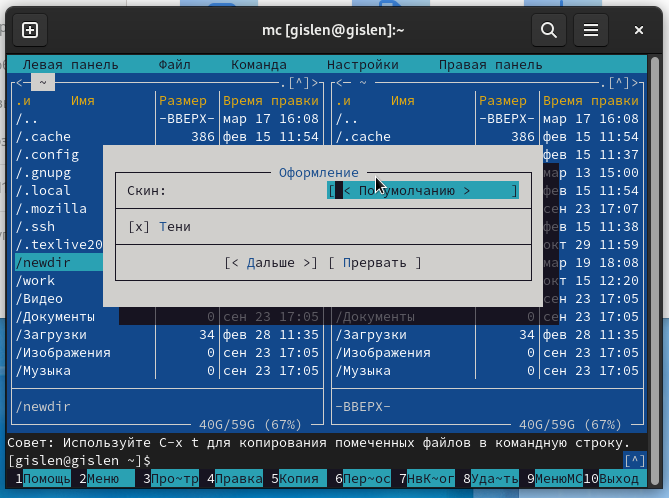 mc [gislen@gislen]:~
Левая панель Файл Команда Настройки Правая панель
<─ ~ .[^]> <─ ~ .[^]>
.и Имя Размер Время правки .и Имя Размер Время правки
/.. -ВВЕРХ- мар 17 16:08 /.. -ВВЕРХ- мар 17 16:08
/.cache 386 фев 15 11:54 /.cache 386 фев 15 11:54
/.config фев 15 11:37
/.gnupg Оформление мар 13 15:00
/.local Скин: [ < По умолчанию > ] фев 15 11:54
/.mozilla сен 23 17:07
/.ssh [x] Тени фев 15 11:38
/.texlive20 окт 29 11:59
/newdir [< Дальше >] [ Прервать ] мар 19 18:08
/work окт 15 12:20
/Видео сен 23 17:05
/Документы 0 сен 23 17:05 /Документы 0 сен 23 17:05
/Загрузки 34 фев 28 11:35 /Загрузки 34 фев 28 11:35
/Изображения 0 сен 23 17:05 /Изображения 0 сен 23 17:05
/Музыка 0 сен 23 17:05 /Музыка 0 сен 23 17:05
/newdir -ВВЕРХ-
40G/59G (67%) 40G/59G (67%)
Совет: Используйте C-x t для копирования помеченных файлов в командную строку.
[gislen@gislen ~]$ [^]
1Помощь 2Меню 3Про~тр 4Правка 5Копия 6Пер~ос 7НвК~ог 8Уда~ть 9МенюMC 10Выход